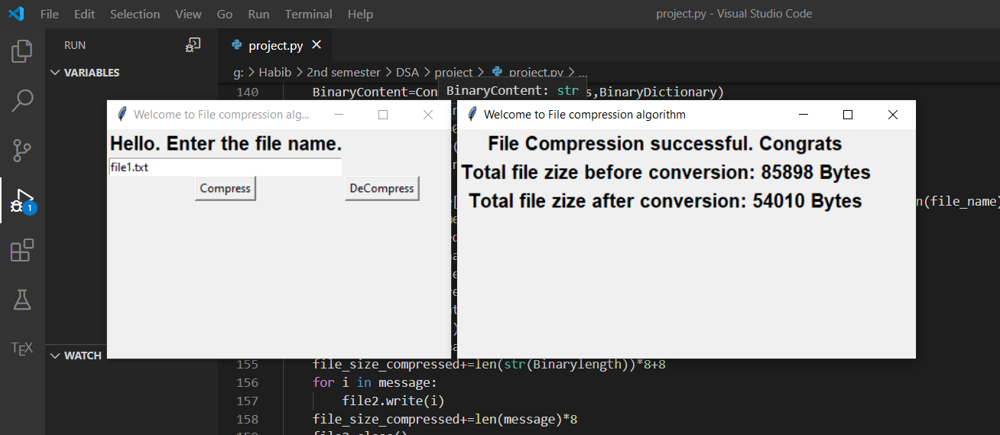 File Edit Selection View Go Run Terminal Help project.py - Visual Studio Code
RUN
project.py
VARIABLES
g: > Habib > 2nd semester > DSA > project > project.py > ...
140 BinaryContent=Con s,BinaryDictionary)
BinaryContent: str
Welcome to File compression alg...
Hello. Enter the file name.
file1.txt
Compress DeCompress
Welcome to File compression algorithm
File Compression successful. Congrats
Total file zize before conversion: 85898 Bytes
Total file zize after conversion: 54010 Bytes
n(file_name)
1
TEX
WATCH
155 file_size_compressed+=len(str(Binarylength))*8+8
156 for i in message:
157 file2.write(i)
158 file_size_compressed+=len(message)*8